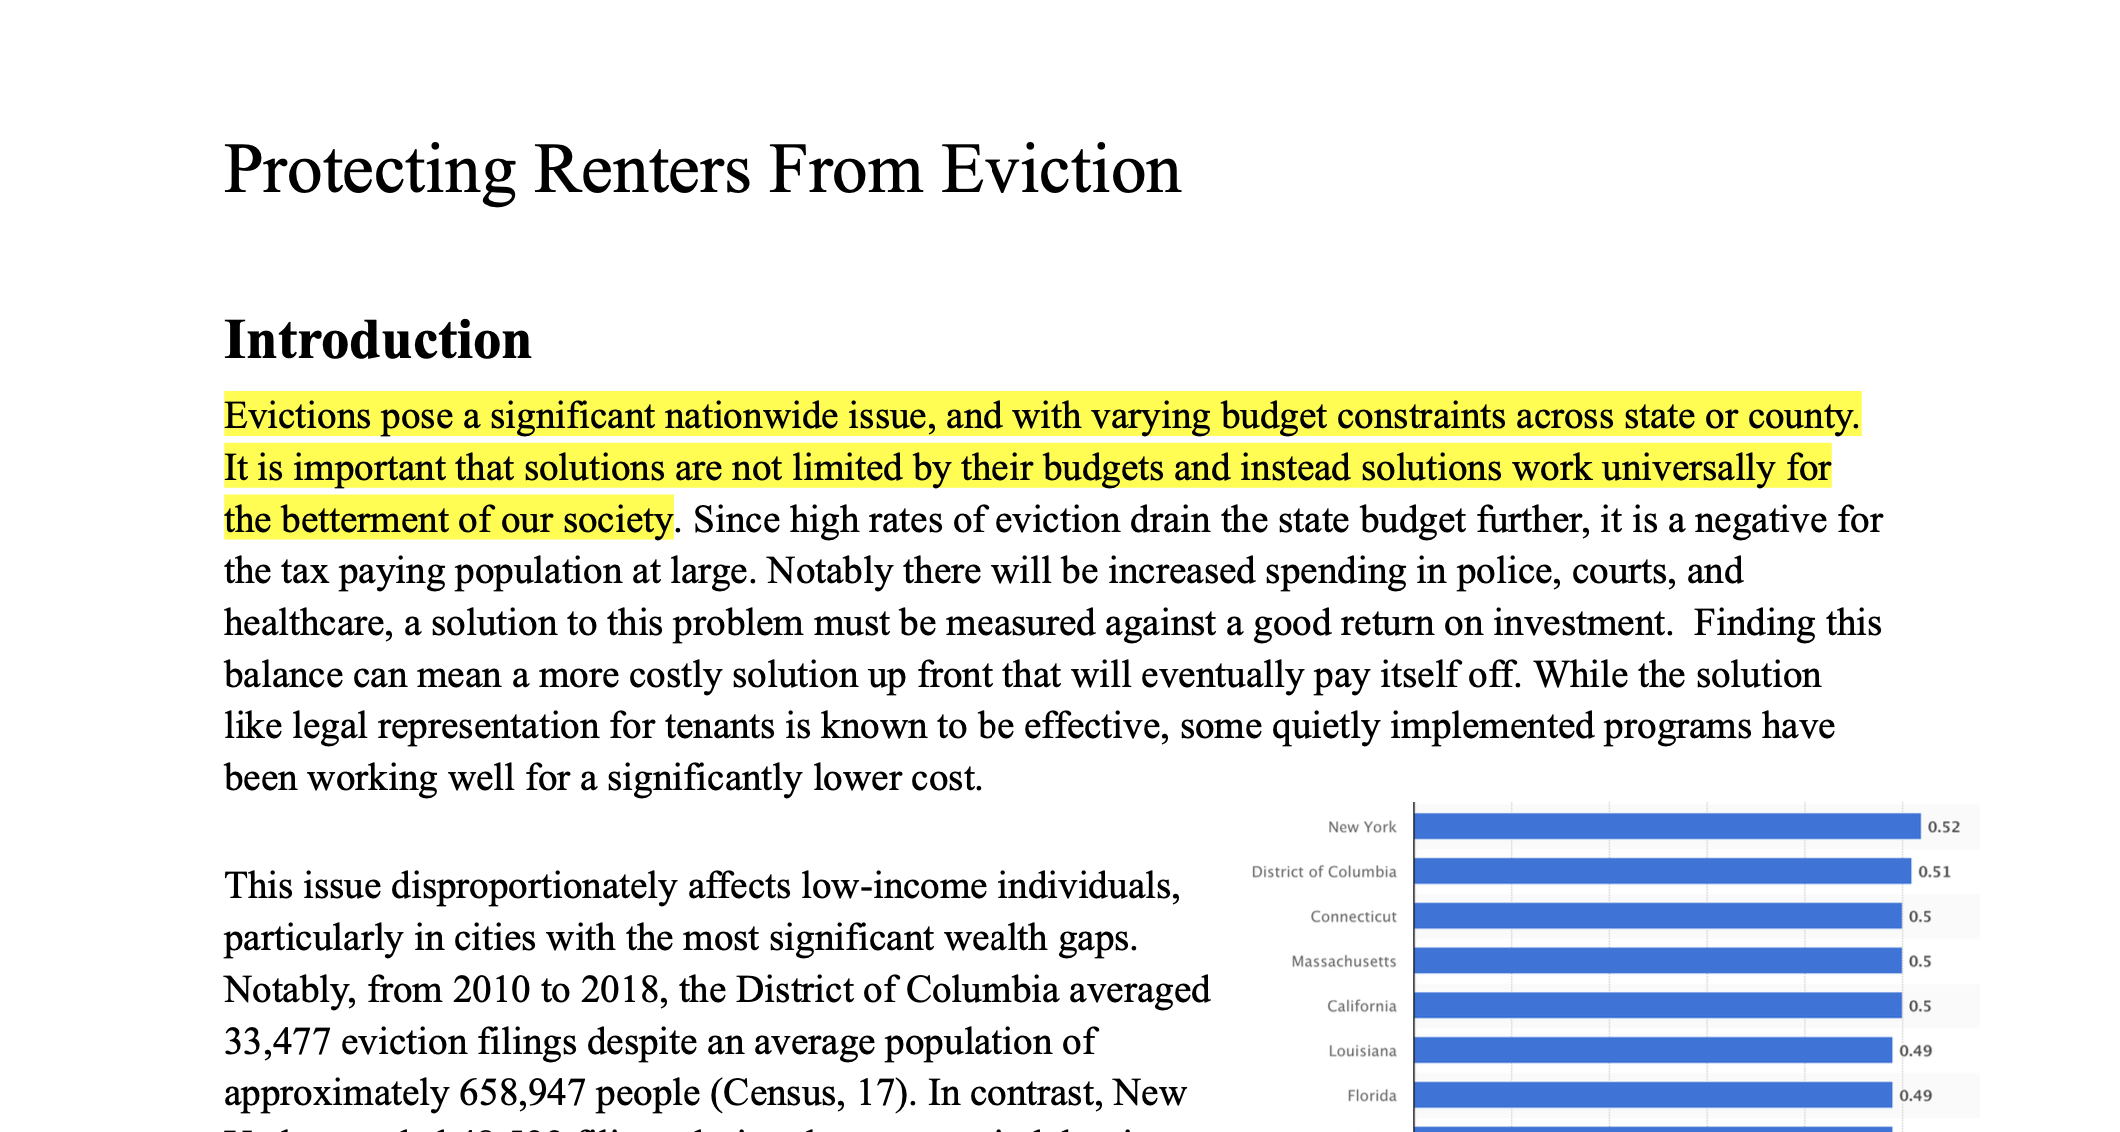 Protecting Renters From Eviction
Introduction
Evictions pose a significant nationwide issue, and with varying budget constraints across state or county.
It is important that solutions are not limited by their budgets and instead solutions work universally for
the betterment of our society. Since high rates of eviction drain the state budget further, it is a negative for
the tax paying population at large. Notably there will be increased spending in police, courts, and
healthcare, a solution to this problem must be measured against a good return on investment.  Finding this
balance can mean a more costly solution up front that will eventually pay itself off. While the solution
like legal representation for tenants is known to be effective, some quietly implemented programs have
been working well for a significantly lower cost.
This issue disproportionately affects low-income individuals,
particularly in cities with the most significant wealth gaps.
Notably, from 2010 to 2018, the District of Columbia averaged
33,477 eviction filings despite an average population of
approximately 658,947 people (Census, 17). In contrast, New
New York 0.52
District of Columbia 0.51
Connecticut 0.5
Massachusetts 0.5
California 0.5
Louisiana 0.49
Florida 0.49